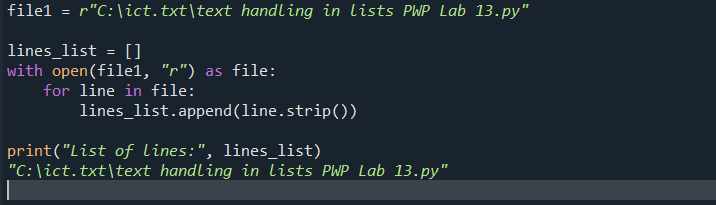 file1 = r"C:\ict.txt\text handling in lists PWP Lab 13.py"
lines_list = []
with open(file1, "r") as file:
    for line in file:
        lines_list.append(line.strip())
print("List of lines:", lines_list)
"C:\ict.txt\text handling in lists PWP Lab 13.py"